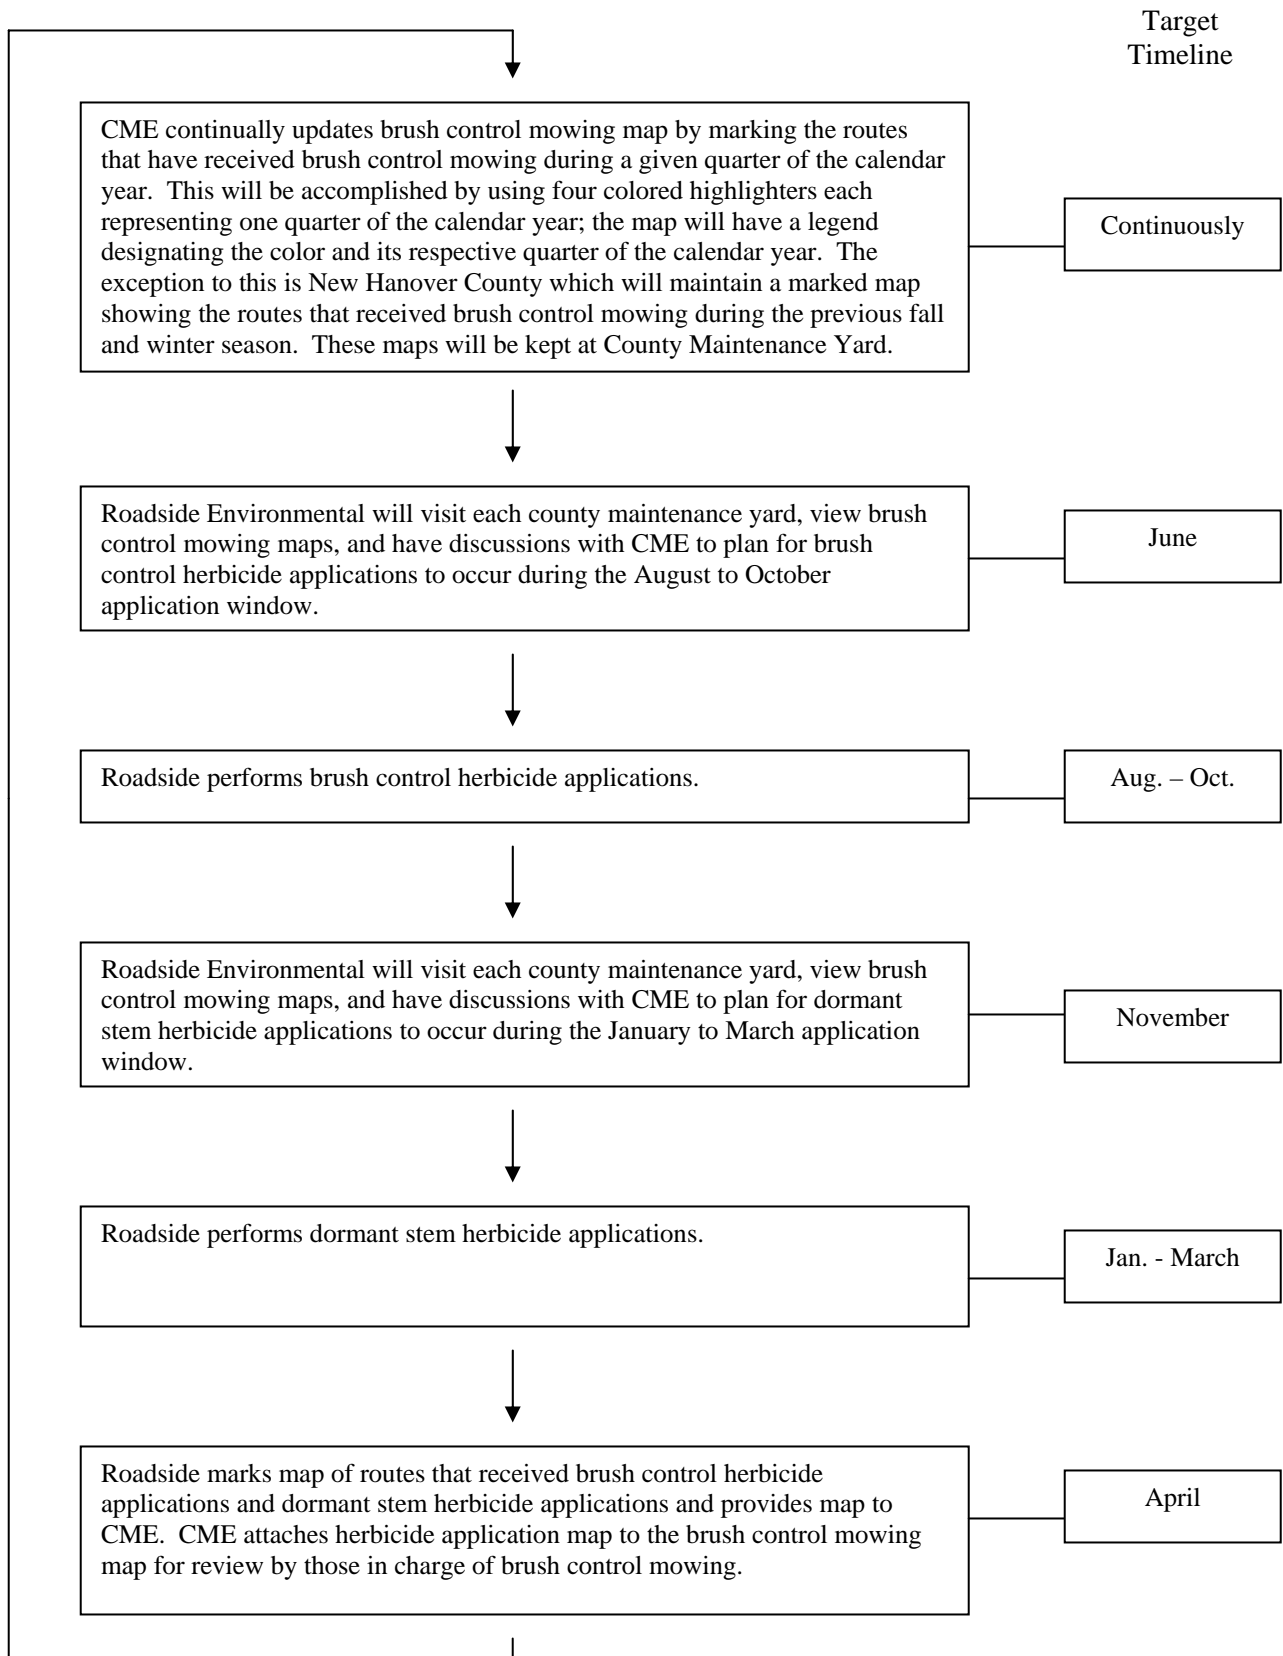 Target
Timeline
CME continually updates brush control mowing map by marking the routes
that have received brush control mowing during a given quarter of the calendar
year.  This will be accomplished by using four colored highlighters each
representing one quarter of the calendar year; the map will have a legend
designating the color and its respective quarter of the calendar year.  The
exception to this is New Hanover County which will maintain a marked map
showing the routes that received brush control mowing during the previous fall
and winter season.  These maps will be kept at County Maintenance Yard.
Continuously
Roadside Environmental will visit each county maintenance yard, view brush
control mowing maps, and have discussions with CME to plan for brush
control herbicide applications to occur during the August to October
application window.
June
Roadside performs brush control herbicide applications.
Aug. – Oct.
Roadside Environmental will visit each county maintenance yard, view brush
control mowing maps, and have discussions with CME to plan for dormant
stem herbicide applications to occur during the January to March application
window.
November
Roadside performs dormant stem herbicide applications.
Jan. - March
Roadside marks map of routes that received brush control herbicide
applications and dormant stem herbicide applications and provides map to
CME.  CME attaches herbicide application map to the brush control mowing
map for review by those in charge of brush control mowing.
April